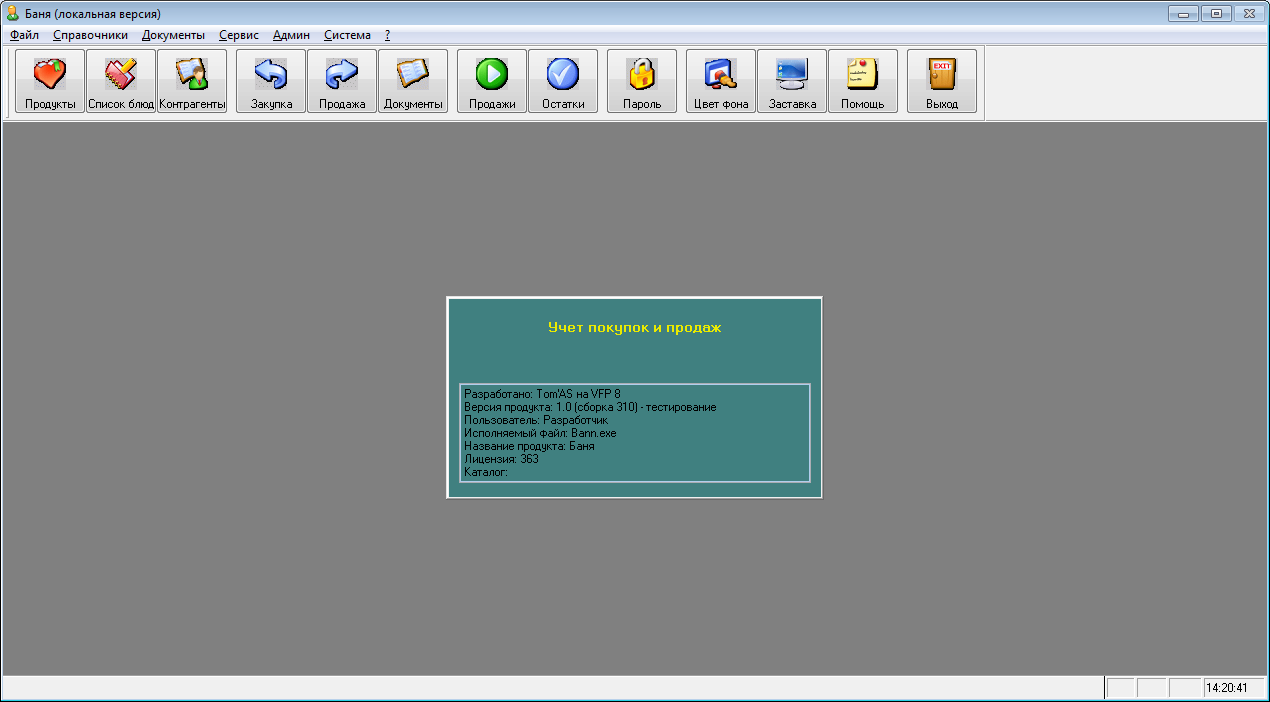 Баня (локальная версия)
Файл Справочники Документы Сервис Админ Система ?
Продукты Список блюд Контрагенты Закупка Продажа Документы Продажи Остатки Пароль Цвет фона Заставка Помощь EXIT Выход
Учет покупок и продаж
Разработано: Tom'AS на VFP 8
Версия продукта: 1.0 (сборка 310) - тестирование
Пользователь: Разработчик
Исполняемый файл: Bann.exe
Название продукта: Баня
Лицензия: 363
Каталог:
14:20:41